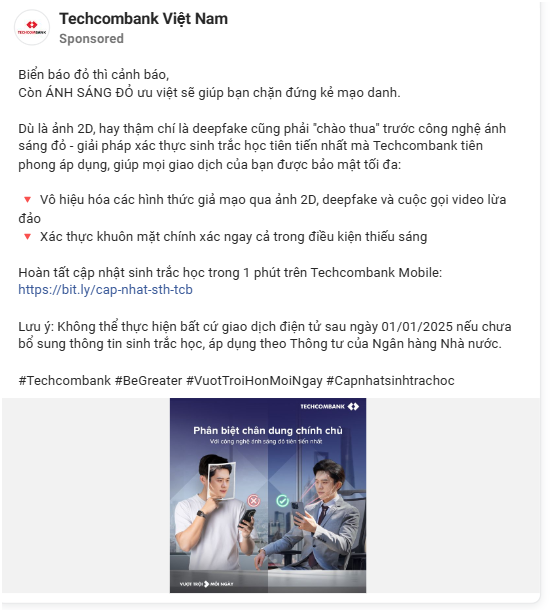 Techcombank Việt Nam
Sponsored
TECHCOMBANK
Biển báo đỏ thì cảnh báo,
Còn ÁNH SÁNG ĐỎ ưu việt sẽ giúp bạn chặn đứng kẻ mạo danh.
Dù là ảnh 2D, hay thậm chí là deepfake cũng phải "chào thua" trước công nghệ ánh
sáng đỏ - giải pháp xác thực sinh trắc học tiên tiến nhất mà Techcombank tiên
phong áp dụng, giúp mọi giao dịch của bạn được bảo mật tối đa:
🔻 Vô hiệu hóa các hình thức giả mạo qua ảnh 2D, deepfake và cuộc gọi video lừa
đảo
🔻 Xác thực khuôn mặt chính xác ngay cả trong điều kiện thiếu sáng
Hoàn tất cập nhật sinh trắc học trong 1 phút trên Techcombank Mobile:
https://bit.ly/cap-nhat-sth-tcb
Lưu ý: Không thể thực hiện bất cứ giao dịch điện tử sau ngày 01/01/2025 nếu chưa
bổ sung thông tin sinh trắc học, áp dụng theo Thông tư của Ngân hàng Nhà nước.
#Techcombank #BeGreater #VuotTroiHonMoiNgay #Capnhatsinhtrachoc
TECHCOMBANK
Phân biệt chân dung chính chủ
Với công nghệ ánh sáng đỏ tiên tiến nhất
VƯỢT TRỘI MỖI NGÀY